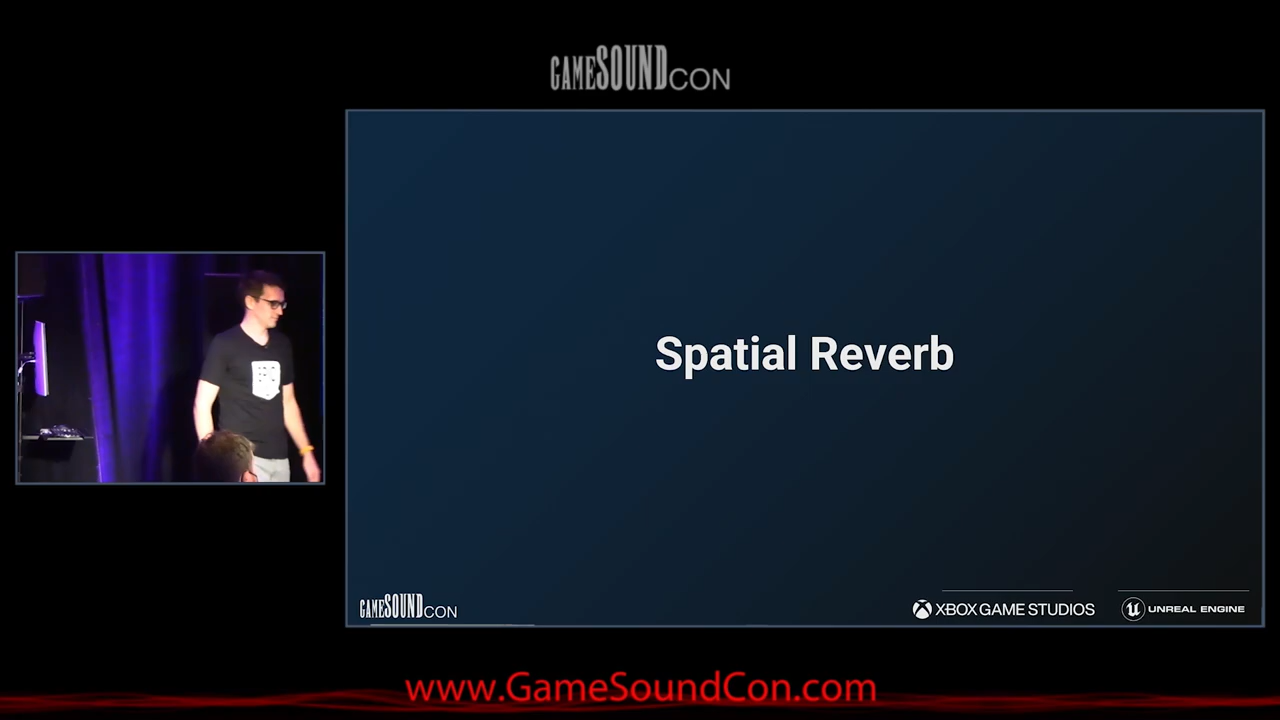 GAMESOUNDCON
Spatial Reverb
GAMESOUNDCON
XBOX GAME STUDIOS
UNREAL ENGINE
www.GameSoundCon.com